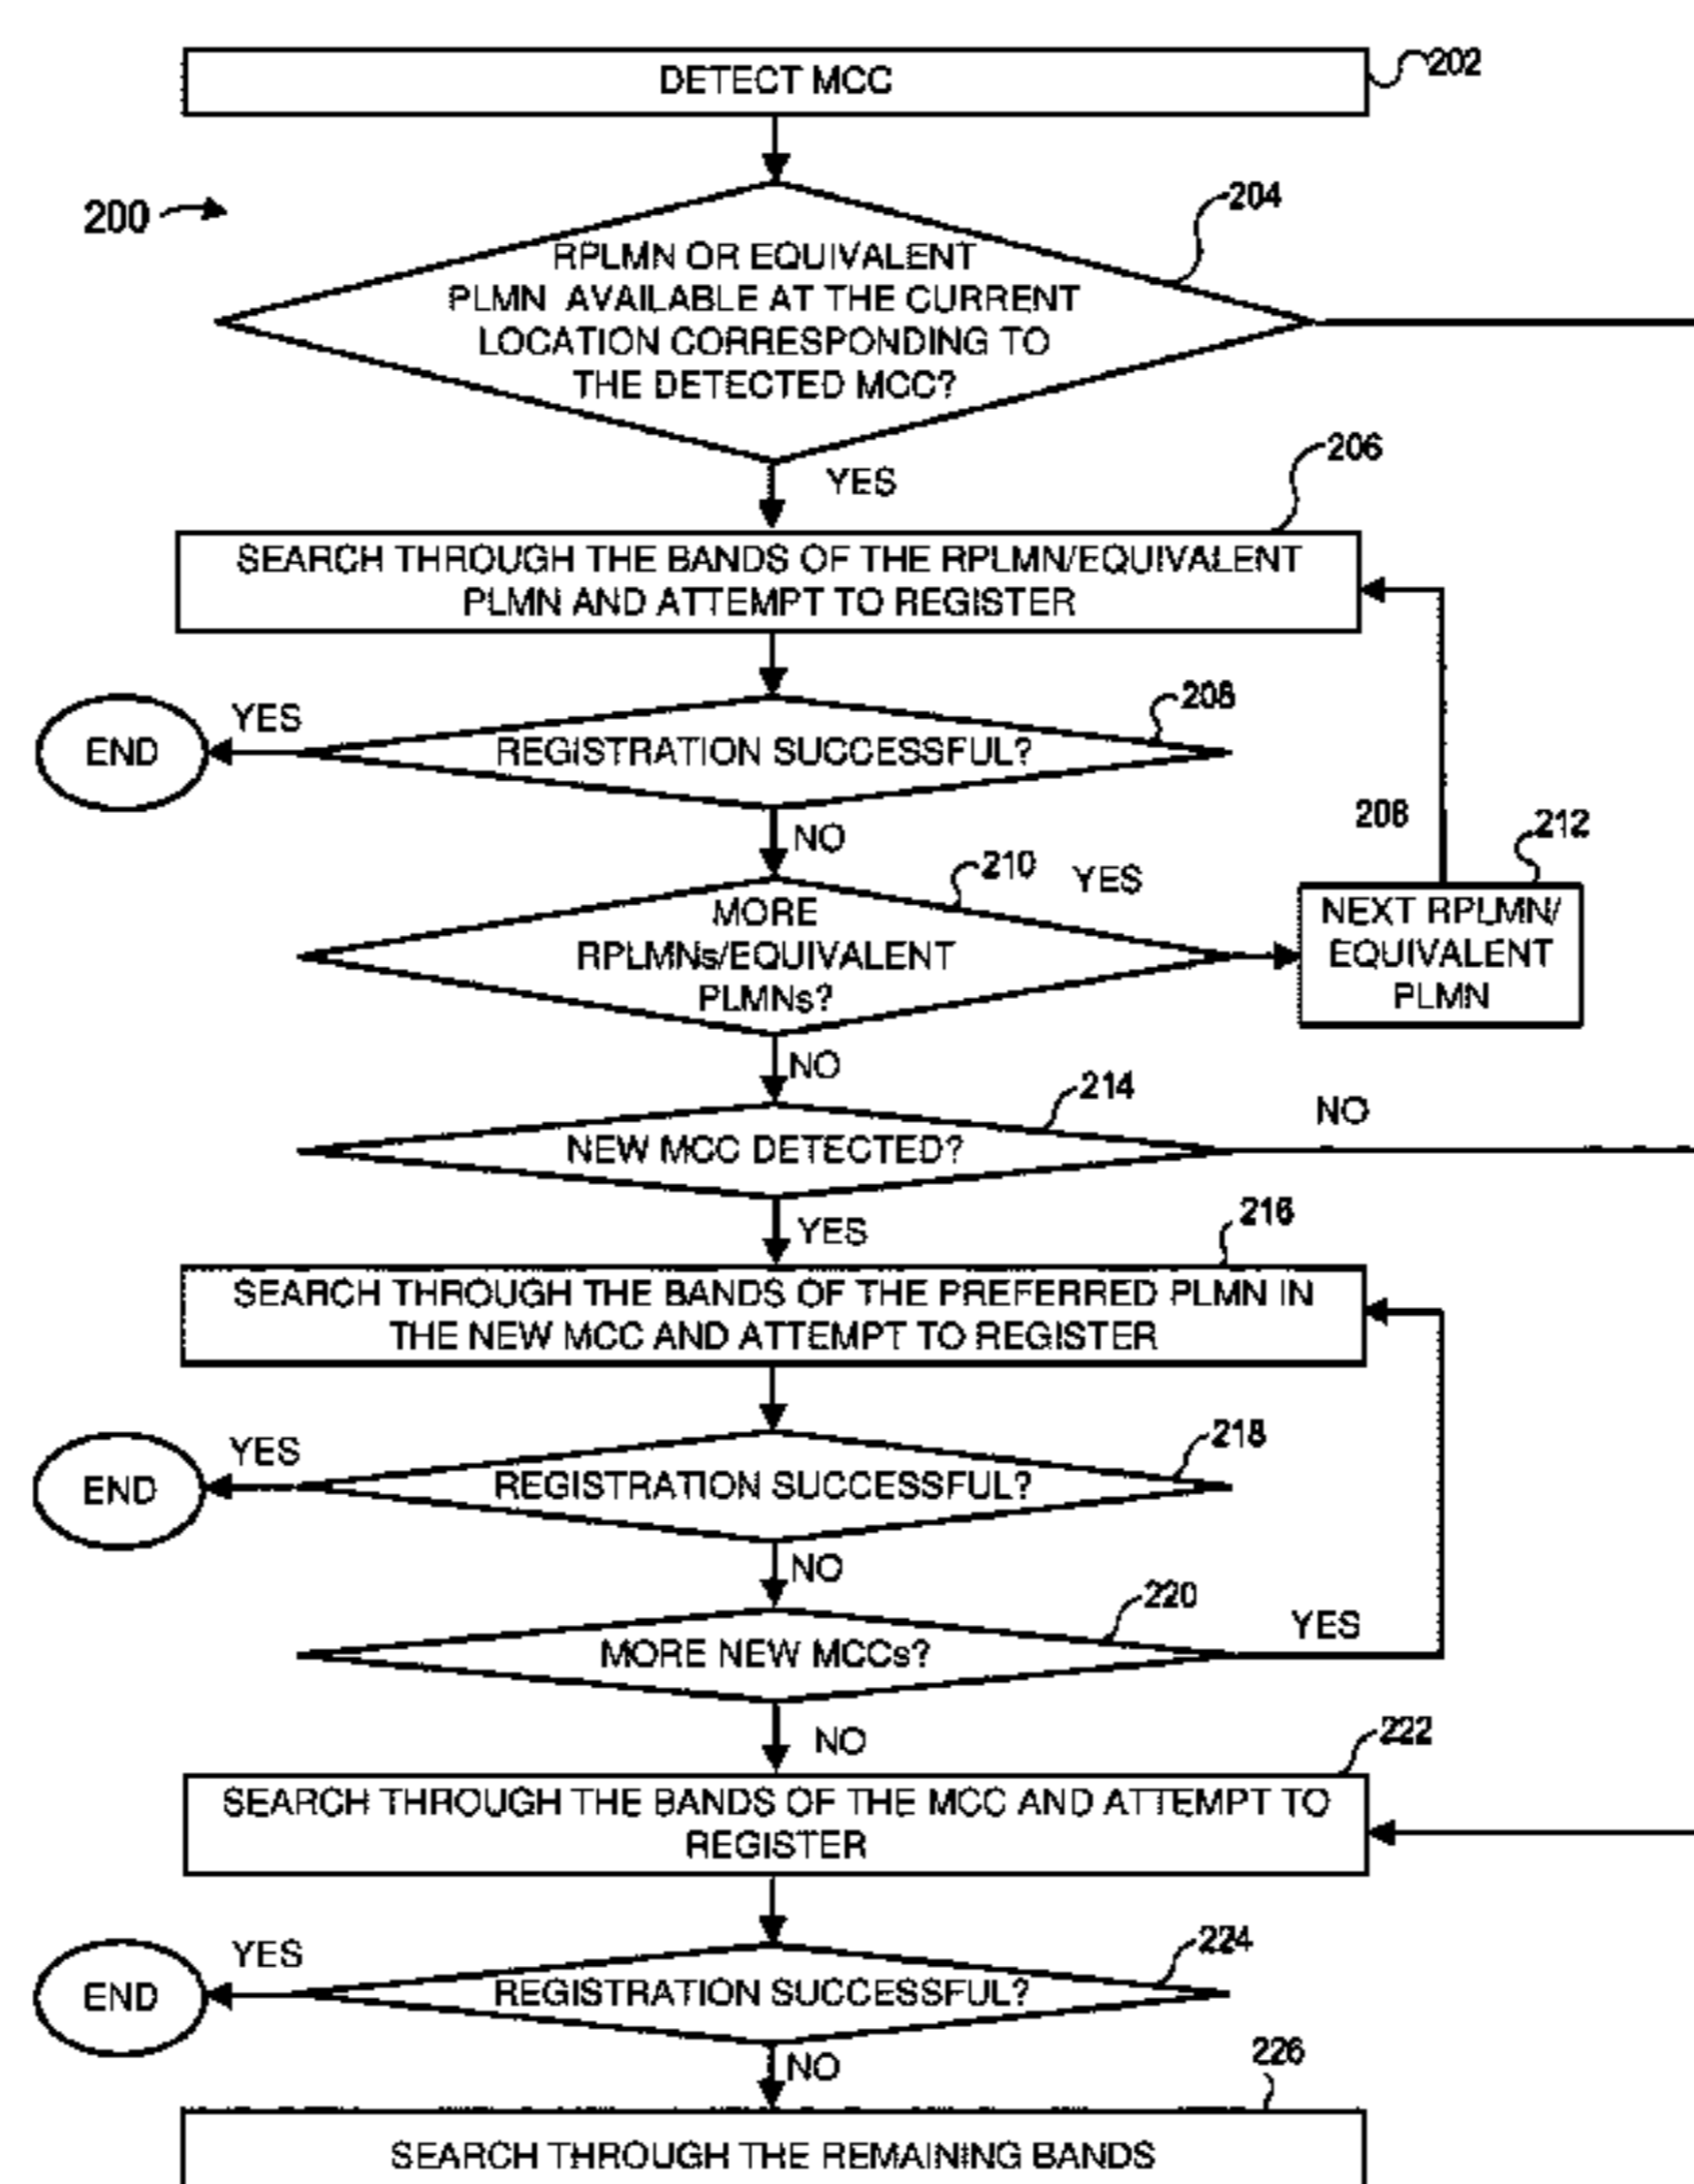 DETECT MCC
202
200
204
RPLMN OR EQUIVALENT
PLMN AVAILABLE AT THE CURRENT
LOCATION CORRESPONDING TO
THE DETECTED MCC?
YES
206
SEARCH THROUGH THE BANDS OF THE RPLMN/EQUIVALENT
PLMN AND ATTEMPT TO REGISTER
208
YES
END
REGISTRATION SUCCESSFUL?
NO
208
212
210
YES
MORE
RPLMNs/EQUIVALENT
PLMNs?
NEXT RPLMN/
EQUIVALENT
PLMN
NO
214
NO
NEW MCC DETECTED?
YES
216
SEARCH THROUGH THE BANDS OF THE PREFERRED PLMN IN
THE NEW MCC AND ATTEMPT TO REGISTER
218
YES
END
REGISTRATION SUCCESSFUL?
NO
220
YES
MORE NEW MCCs?
NO
222
SEARCH THROUGH THE BANDS OF THE MCC AND ATTEMPT TO
REGISTER
224
YES
END
REGISTRATION SUCCESSFUL?
NO
226
SEARCH THROUGH THE REMAINING BANDS